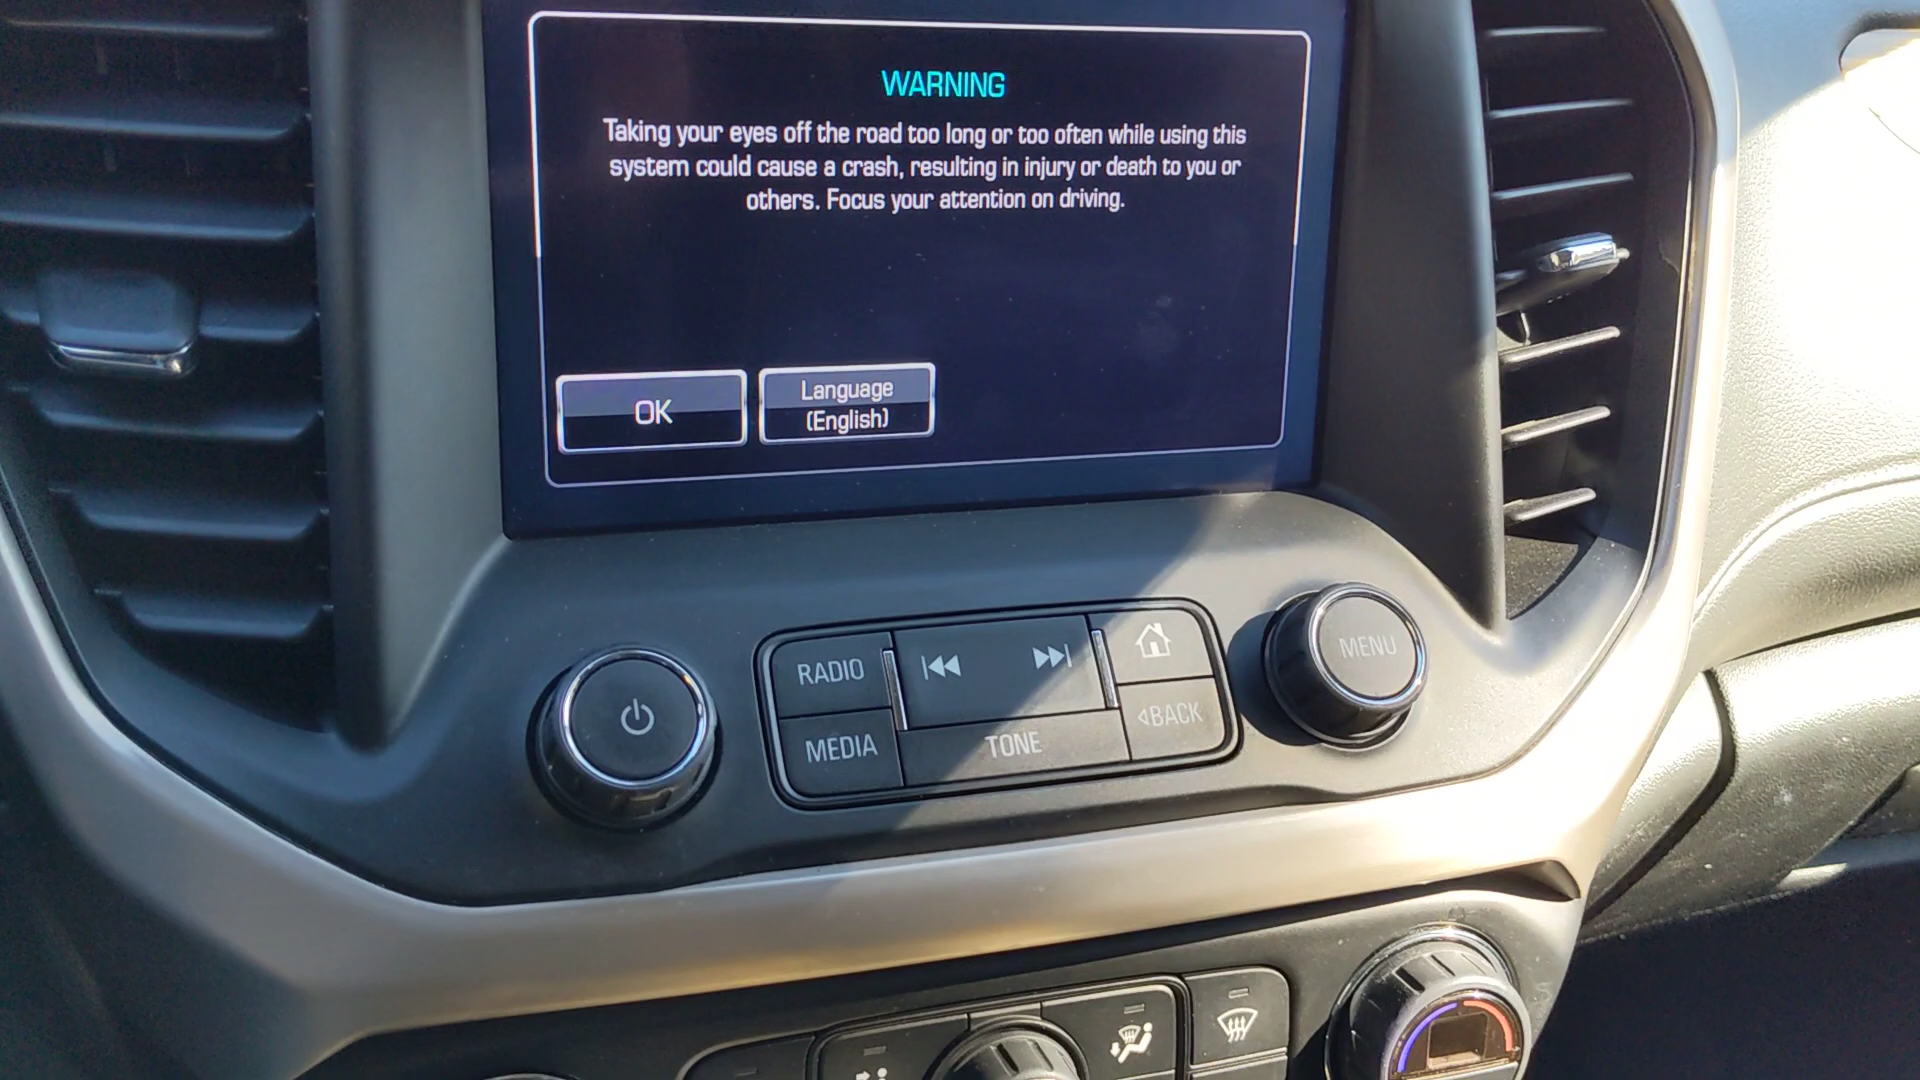 WARNING
Taking your eyes off the road too long or too often while using this
system could cause a crash, resulting in injury or death to you or
others. Focus your attention on driving.
OK
Language
(English)
RADIO
MEDIA
TONE
BACK
MENU